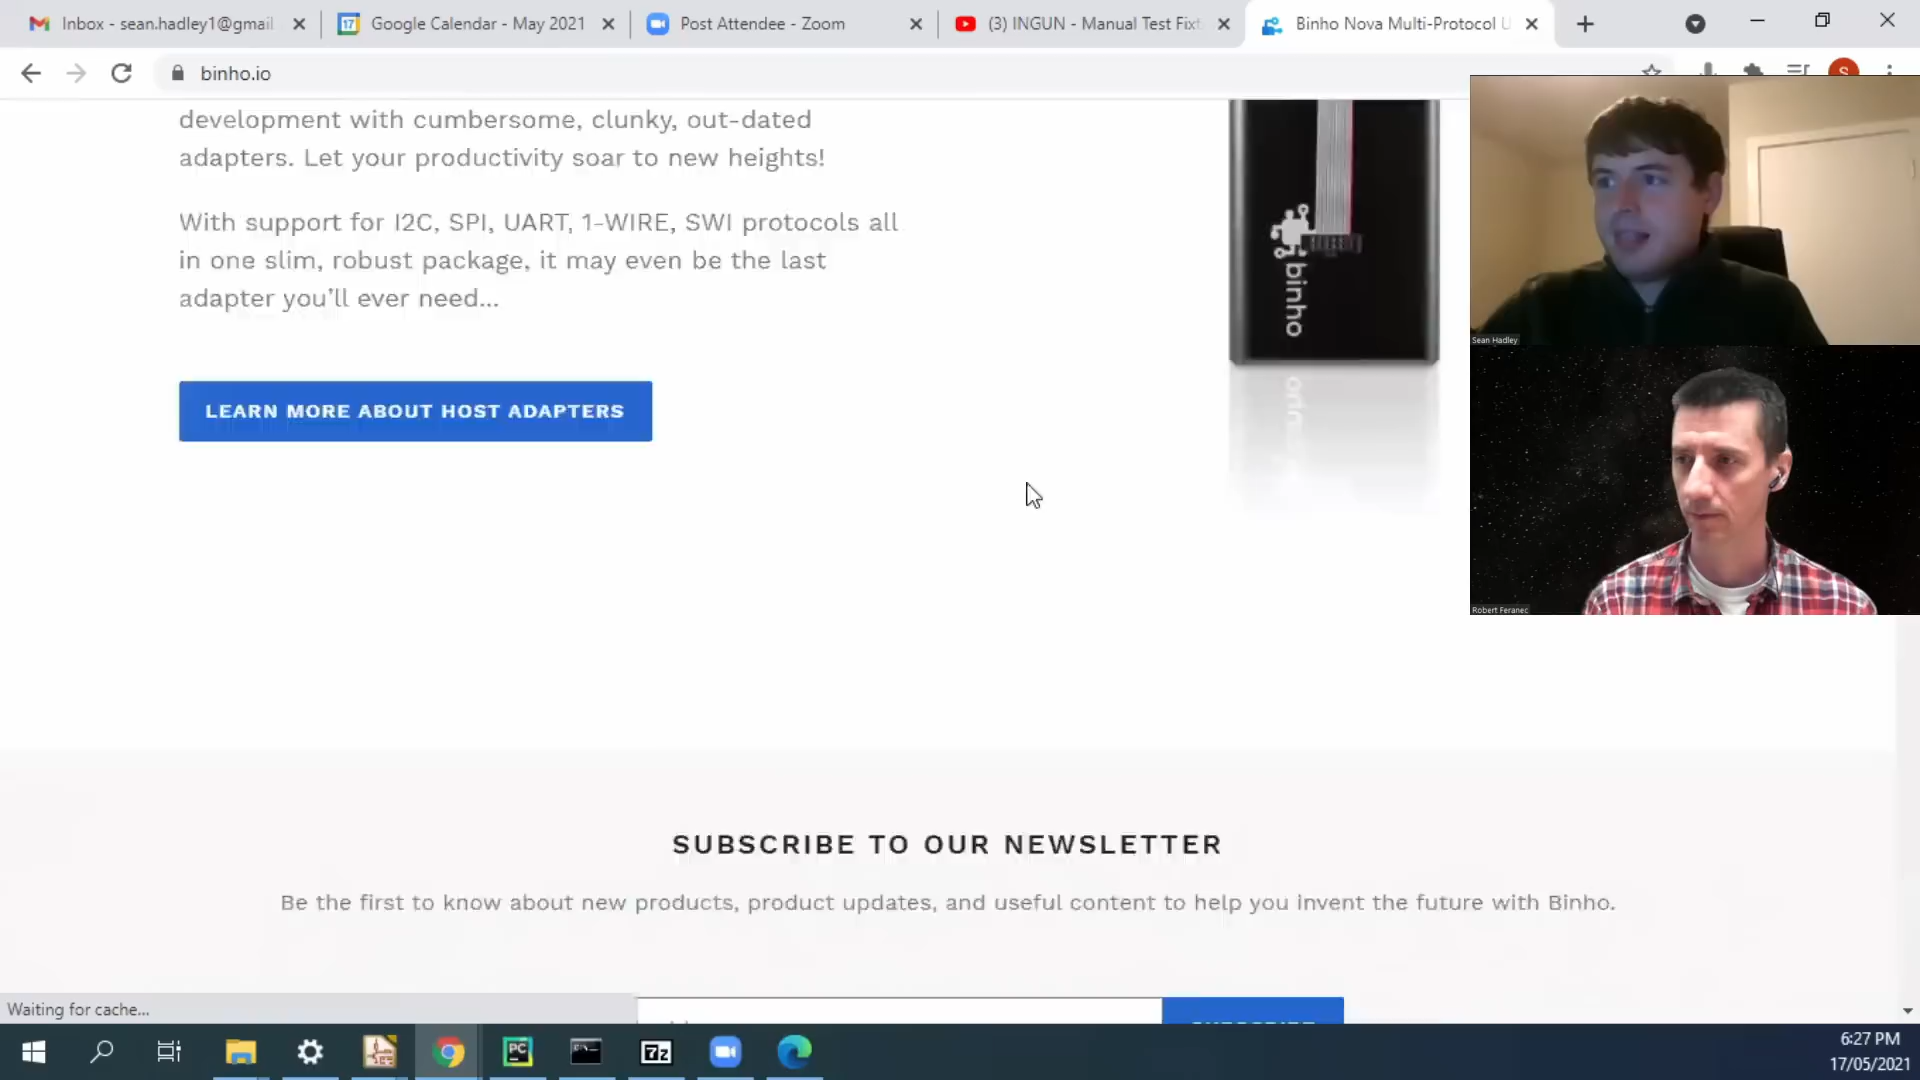 Inbox - sean.hadley1@gmail
Google Calendar - May 2021
Post Attendee - Zoom
(3) INGUN - Manual Test Fixt
Binho Nova Multi-Protocol U
binho.io
S
development with cumbersome, clunky, out-dated
adapters. Let your productivity soar to new heights!
With support for I2C, SPI, UART, 1-WIRE, SWI protocols all
in one slim, robust package, it may even be the last
adapter you'll ever need...
LEARN MORE ABOUT HOST ADAPTERS
binho
Sean Hadley
Robert Feranec
SUBSCRIBE TO OUR NEWSLETTER
Be the first to know about new products, product updates, and useful content to help you invent the future with Binho.
SUBSCRIBE
Waiting for cache...
17
PC
7z
6:27 PM
17/05/2021